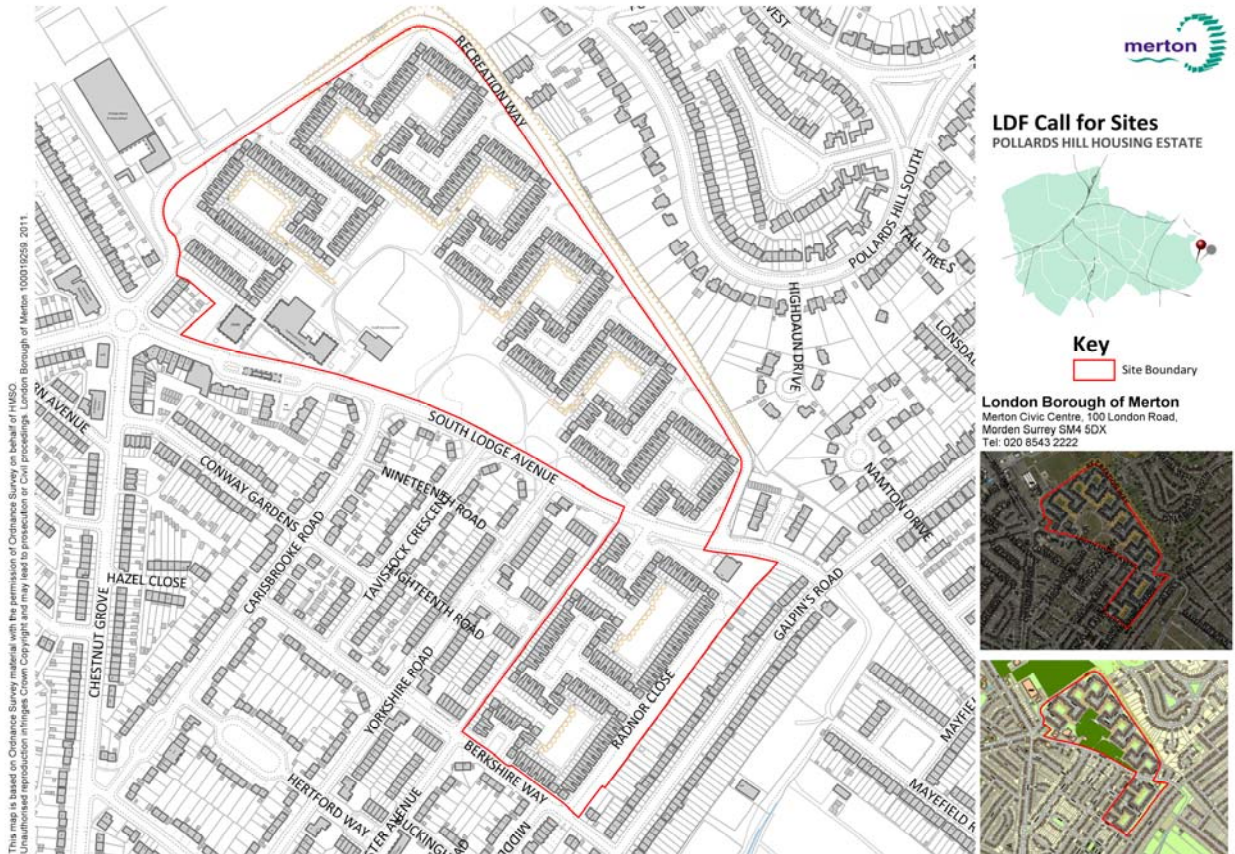 merton
LDF Call for Sites
POLLARDS HILL HOUSING ESTATE
Key
Site Boundary
London Borough of Merton
Merton Civic Centre, 100 London Road,
Morden Surrey SM4 5DX
Tel: 020 8543 2222
RECREATION WAY
POLLARDS HILL SOUTH
TALL TREES
HIGHDAUN DRIVE
NAMTON DRIVE
SOUTH LODGE AVENUE
NINETEENTH ROAD
CONWAY GARDENS
TAVISTOCK CRESCENT
CARISBROOKE ROAD
HAZEL CLOSE
CHESTNUT GROVE
YORKSHIRE ROAD
GALPIN'S ROAD
RADNOR CLOSE
BERKSHIRE WAY
HERTFORD WAY
This map is based on Ordnance Survey material with the permission of Ordnance Survey on behalf of HMSO.
Unauthorised reproduction infringes Crown Copyright and may lead to prosecution or Civil procedings. London Borough of Merton 100019259. 2011.